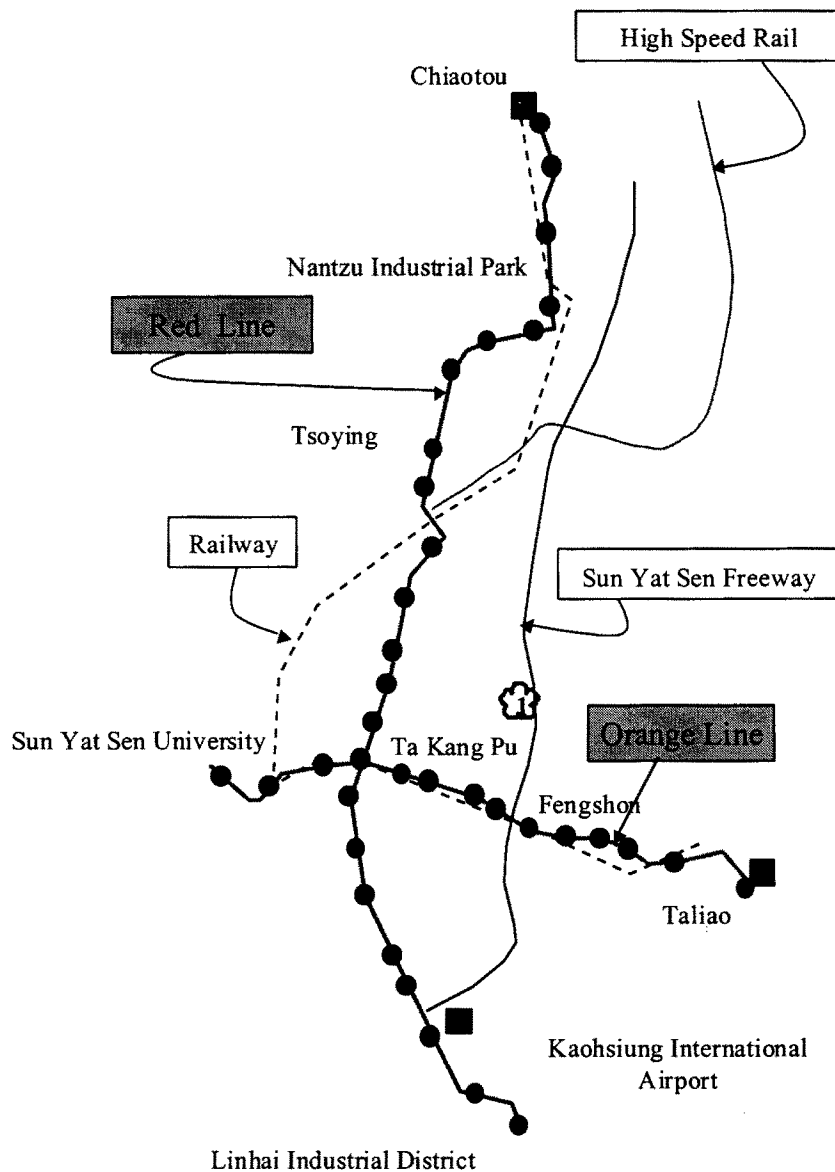 High Speed Rail
Chiaotou
Nantzu Industrial Park
Red Line
Tsoying
Railway
Sun Yat Sen Freeway
1
Sun Yat Sen University
Ta Kang Pu
Orange Line
Fengshon
Taliao
Kaohsiung International
Airport
Linhai Industrial District